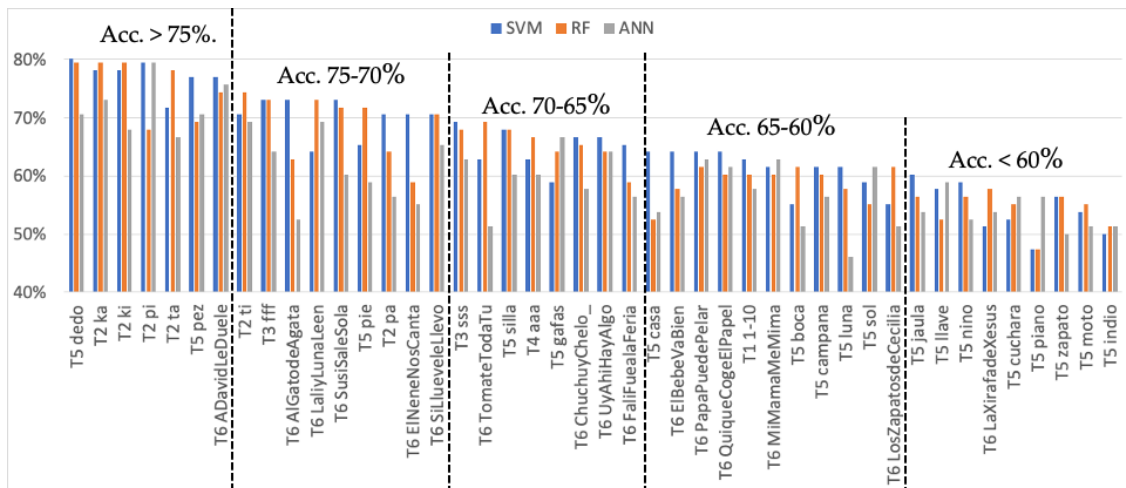 Acc. > 75%.
SVM RF ANN
Acc. 75-70%
Acc. 70-65%
Acc. 65-60%
Acc. < 60%
80%
70%
60%
50%
40%
T5 dedo
T2 ka
T2 ki
T2 pi
T2 ta
T5 pez
T6 ADavidLeDuele
T2 ti
T3 fff
T6 AlGatodeAgata
T6 LaliyLunaLeen
T6 SusiSaleSola
T5 pie
T2 pa
T6 ElNeneNosCanta
T6 SiLlueveleLlevo
T3 sss
T6 TomateTodaTu
T5 silla
T4 aaa
T5 gafas
T6 ChuchuyChelo_
T6 UyAhiHayAlgo
T6 FaliFuealaFeria
T5 casa
T6 ElBebeVaBien
T6 PapaPuedePelar
T6 QuiqueCogeElPapel
T1 1-10
T6 MiMamaMeMima
T5 boca
T5 campana
T5 luna
T5 sol
T6 LosZapatosdeCecilia
T5 jaula
T5 llave
T5 nino
T6 LaXirafadeXesus
T5 cuchara
T5 piano
T5 zapato
T5 moto
T5 indio